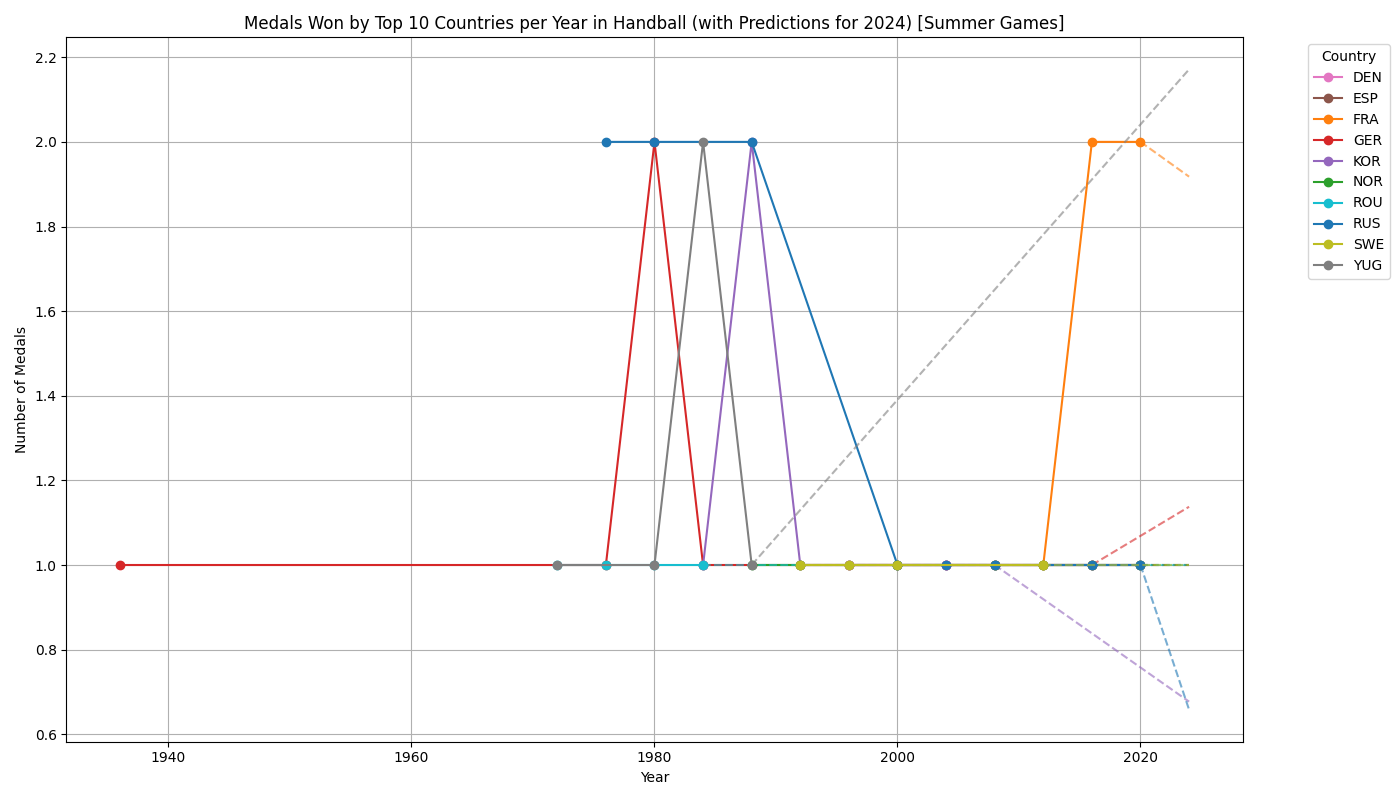 Medals Won by Top 10 Countries per Year in Handball (with Predictions for 2024) [Summer Games]
Number of Medals
2.2
2.0
1.8
1.6
1.4
1.2
1.0
0.8
0.6
1940
1960
1980
2000
2020
Year
Country
DEN
ESP
FRA
GER
KOR
NOR
ROU
RUS
SWE
YUG